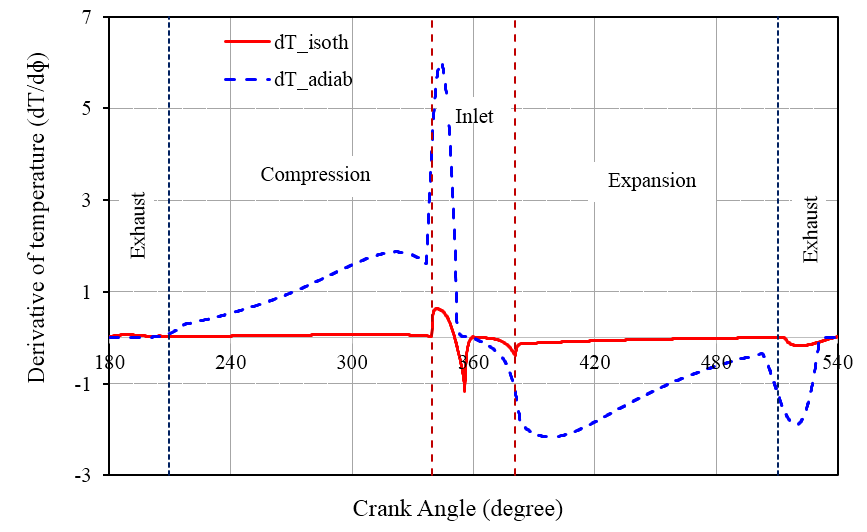 7
5
3
1
-
-1
-3
180
240
300
360
420
480
540
dT_isoth
dT_adiab
Inlet
Compression
Expansion
Exhaust
Exhaust
Derivative of temperature (dT/dϕ)
Crank Angle (degree)